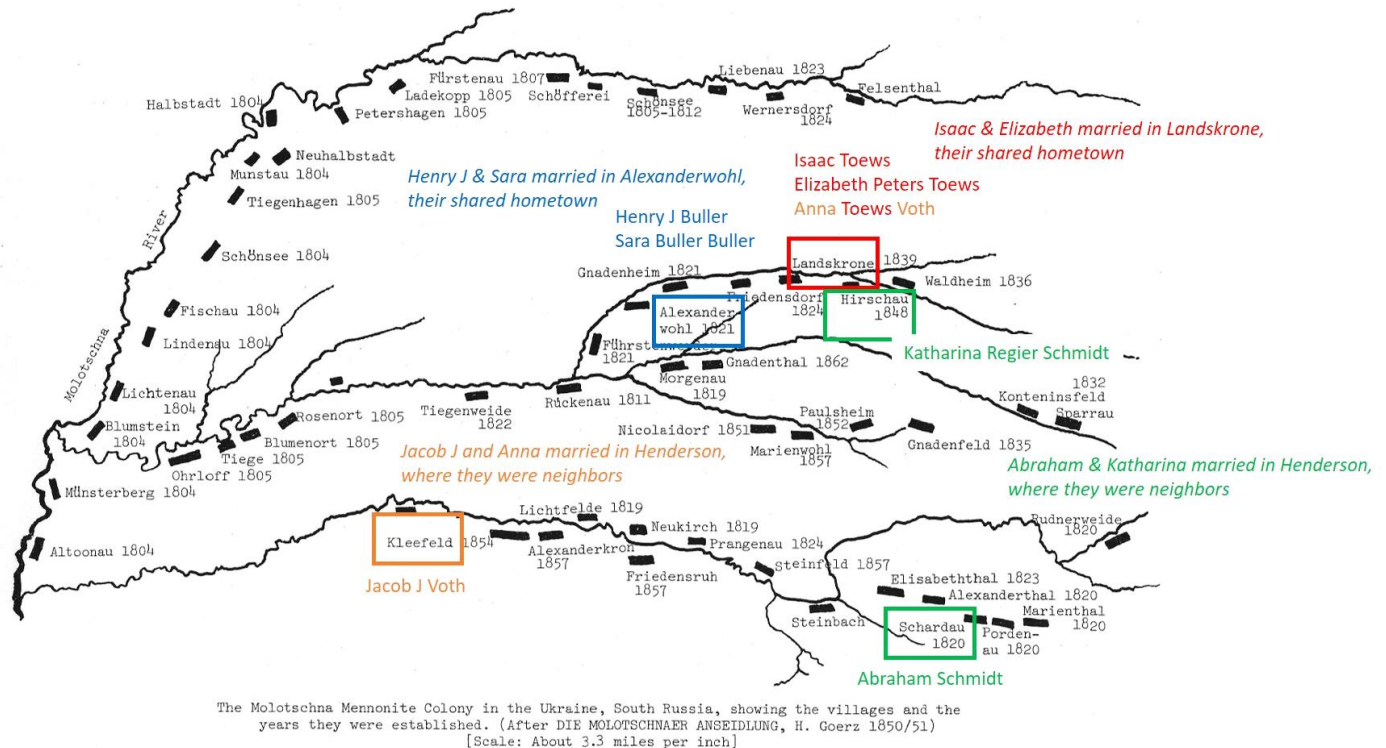 Fürstenau 1807
Schöfferei
Liebenau 1823
Felsenthal
Ladekopp 1805
Schönsee
1805-1812
Wernersdorf
1824
Halbstadt 1804
Petershagen 1805
Isaac & Elizabeth married in Landskrone,
their shared hometown
Neuhalbstadt
Munstau 1804
Henry J & Sara married in Alexanderwohl,
their shared hometown
Isaac Toews
Elizabeth Peters Toews
Anna Toews Voth
Tiegenhagen 1805
Henry J Buller
Sara Buller Buller
River
Schönsee 1804
Gnadenheim 1821
Landskrone 1839
Waldheim 1836
Friedensdorf
1824
Hirschau
1848
Fischau 1804
Alexander
wohl 1821
Lindenau 1804
Führstenwerder
1821
Katharina Regier Schmidt
Molotschna
Gnadenthal 1862
Morgenau
1819
Lichtenau
1804
1832
Konteninsfeld
Sparrau
Rückenau 1811
Tiegenweide
1822
Rosenort 1805
Paulsheim
1852
Blumstein
1804
Nicolaidorf 1851
Gnadenfeld 1835
Blumenort 1805
Marienwohl
1857
Tiege 1805
Ohrloff 1805
Jacob J and Anna married in Henderson,
where they were neighbors
Abraham & Katharina married in Henderson,
where they were neighbors
Münsterberg 1804
Lichtfelde 1819
Rudnerweide
1820
Neukirch 1819
Kleefeld 1854
Alexanderkron
1857
Prangenau 1824
Altoonau 1804
Steinfeld 1857
Friedensruh
1857
Jacob J Voth
Elisabeththal 1823
Alexanderthal 1820
Marienthal
1820
Steinbach
Schardau
1820
Porden-
au 1820
Abraham Schmidt
The Molotschna Mennonite Colony in the Ukraine, South Russia, showing the villages and the
years they were established. (After DIE MOLOTSCHNAER ANSEIDLUNG, H. Goerz 1850/51)
[Scale: About 3.3 miles per inch]